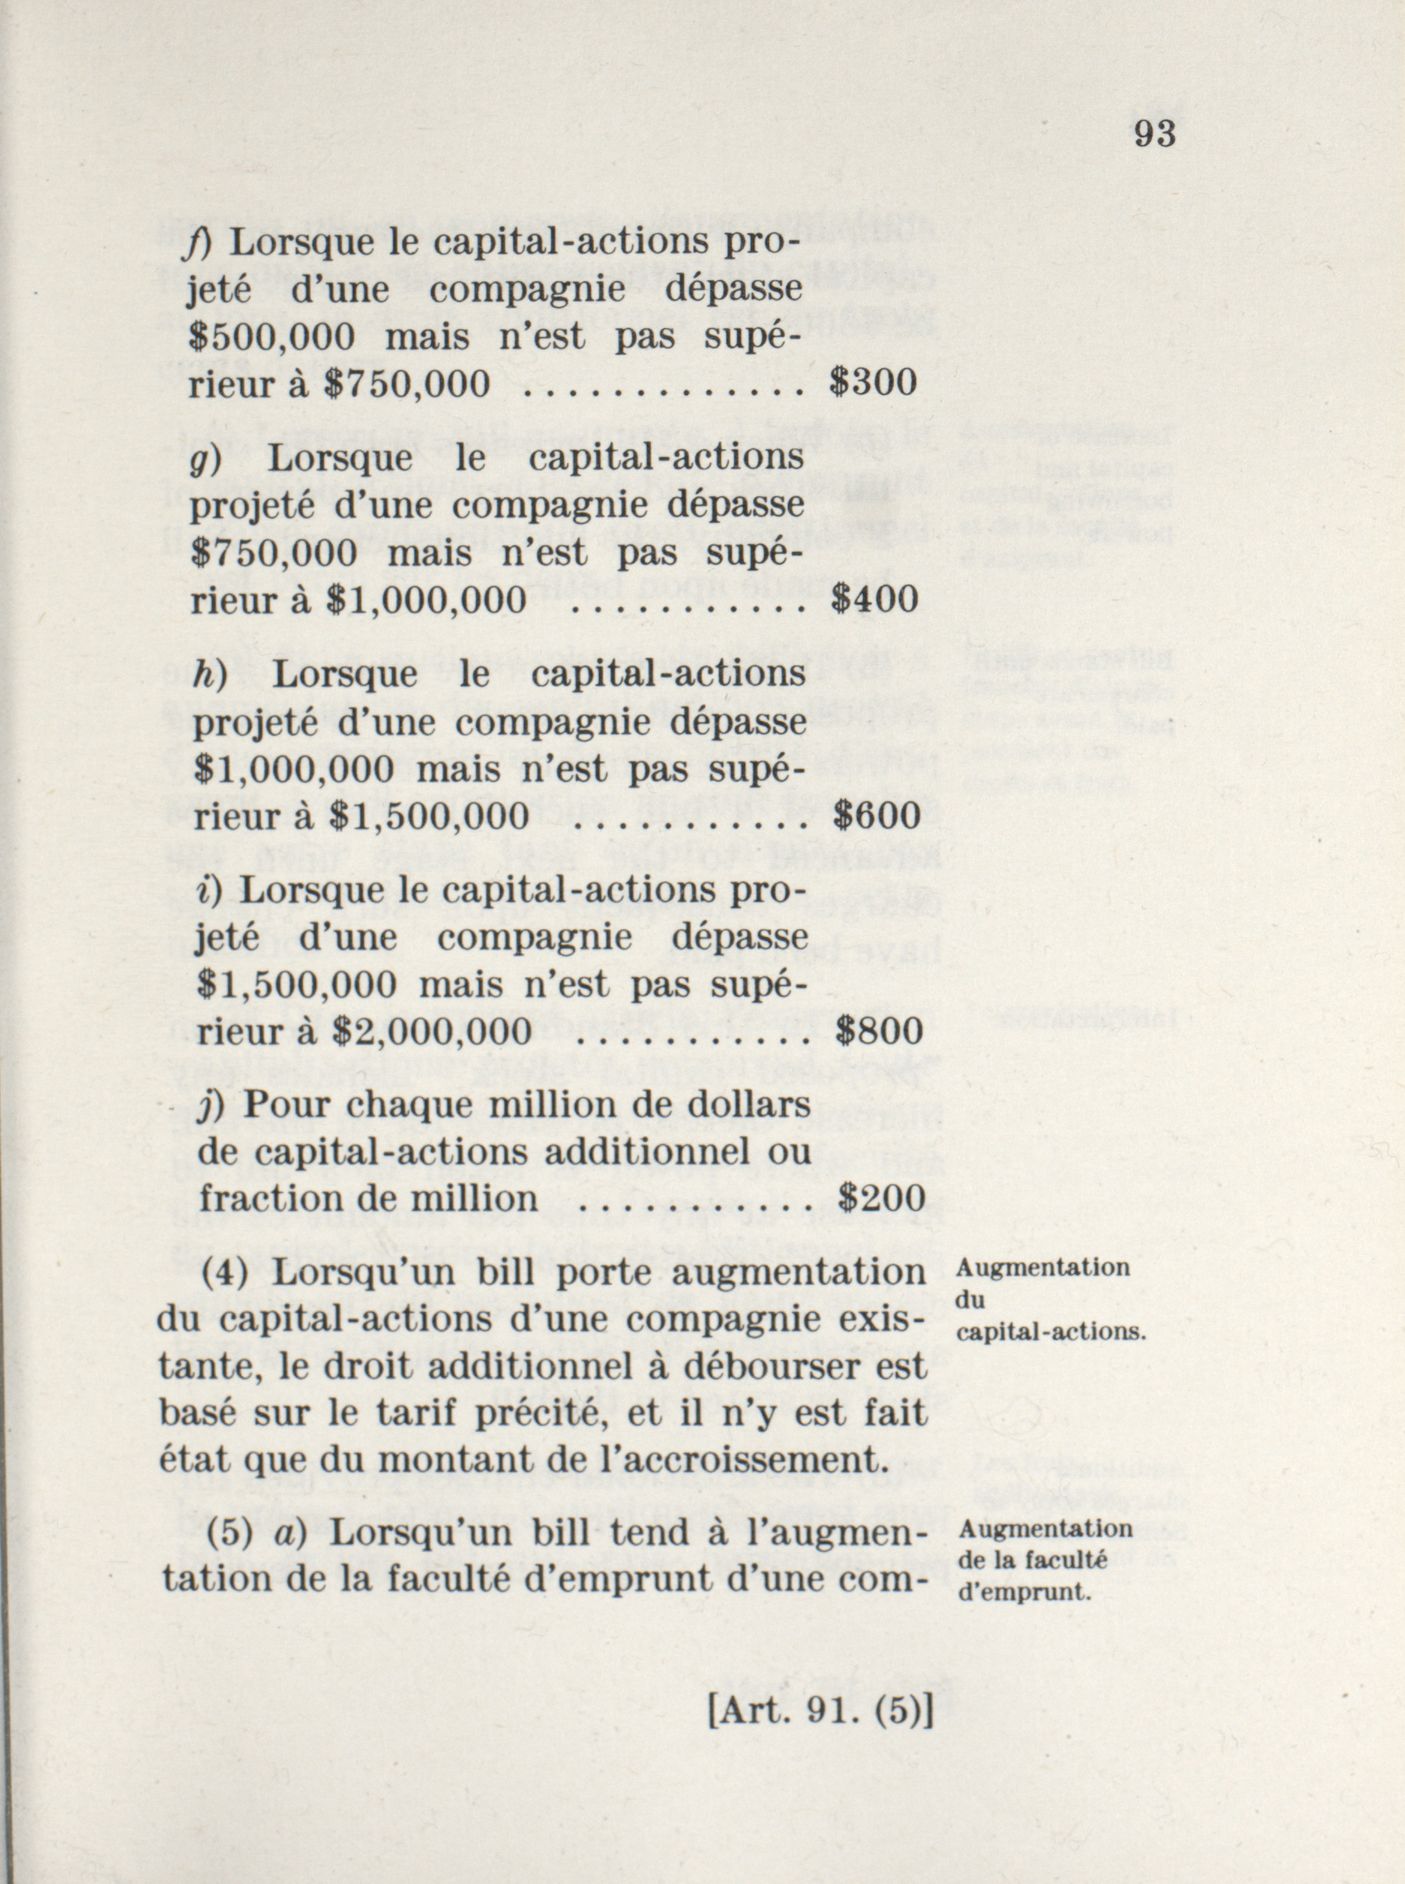 93
f) Lorsque le capital-actions pro-
jeté d'une compagnie dépasse
$500,000 mais n'est pas supé-
rieur à $750,000 ............. $300
g) Lorsque le capital-actions
projeté d'une compagnie dépasse
$750,000 mais n'est pas supé-
rieur à $1,000,000 ........... $400
h) Lorsque le capital-actions
projeté d'une compagnie dépasse
$1,000,000 mais n'est pas supé-
rieur à $1,500,000 ........... $600
i) Lorsque le capital-actions pro-
jeté d'une compagnie dépasse
$1,500,000 mais n'est pas supé-
rieur à $2,000,000 ........... $800
j) Pour chaque million de dollars
de capital-actions additionnel ou
fraction de million ........... $200
(4) Lorsqu'un bill porte augmentation
du capital-actions d'une compagnie exis-
tante, le droit additionnel à débourser est
basé sur le tarif précité, et il n'y est fait
état que du montant de l'accroissement.
Augmentation
du
capital-actions.
(5) a) Lorsqu'un bill tend à l'augmen-
tation de la faculté d'emprunt d'une com-
Augmentation
de la faculté
d'emprunt.
[Art. 91. (5)]